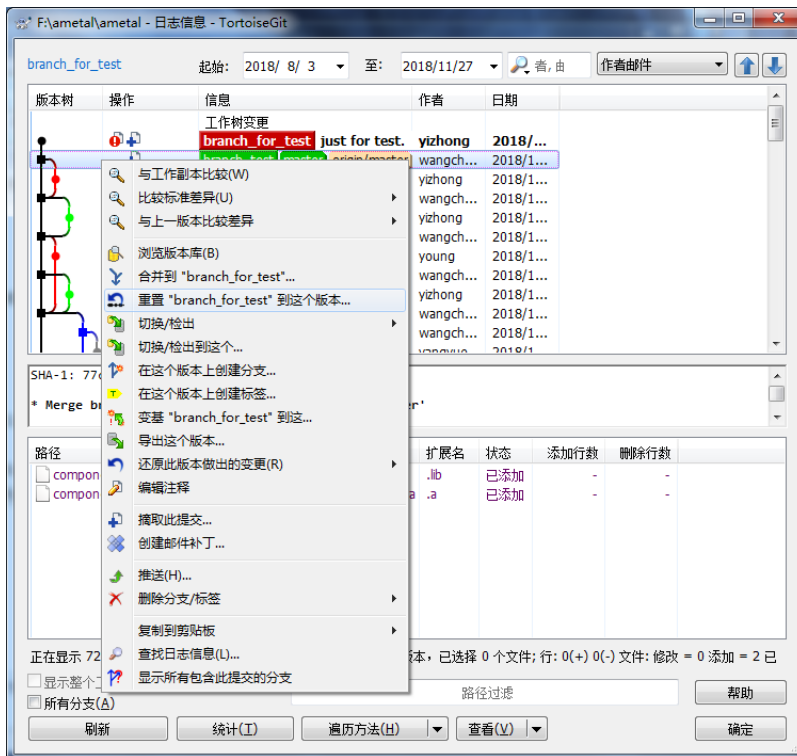 F:\ametal\ametal - 日志信息 - TortoiseGit
branch_for_test 起始: 2018/ 8/ 3 至: 2018/11/27 者, 由 作者邮件
版本树 操作 信息 作者 日期
工作树变更
branch_for_test just for test. yizhong 2018/...
branch_test master origin/master wangch... 2018/1...
yizhong 2018/1...
wangch... 2018/1...
yizhong 2018/1...
wangch... 2018/1...
young 2018/1...
wangch... 2018/1...
yizhong 2018/1...
wangch... 2018/1...
wangch... 2018/1...
与工作副本比较(W)
比较标准差异(U)
与上一版本比较差异
浏览版本库(B)
合并到 "branch_for_test"...
重置 "branch_for_test" 到这个版本...
切换/检出
切换/检出到这个...
在这个版本上创建分支...
在这个版本上创建标签...
变基 "branch_for_test" 到这...
导出这个版本...
还原此版本做出的变更(R)
编辑注释
摘取此提交...
创建邮件补丁...
推送(H)...
删除分支/标签
复制到剪贴板
查找日志信息(L)...
显示所有包含此提交的分支
SHA-1:
* Merge
路径 扩展名 状态 添加行数 删除行数
compon .lib 已添加 - -
compon a .a 已添加 - -
正在显示 72 本，已选择 0 个文件; 行: 0(+) 0(-) 文件: 修改 = 0 添加 = 2 已
显示整个 路径过滤 帮助
所有分支(A)
刷新 统计(T) 遍历方法(H) 查看(V) 确定